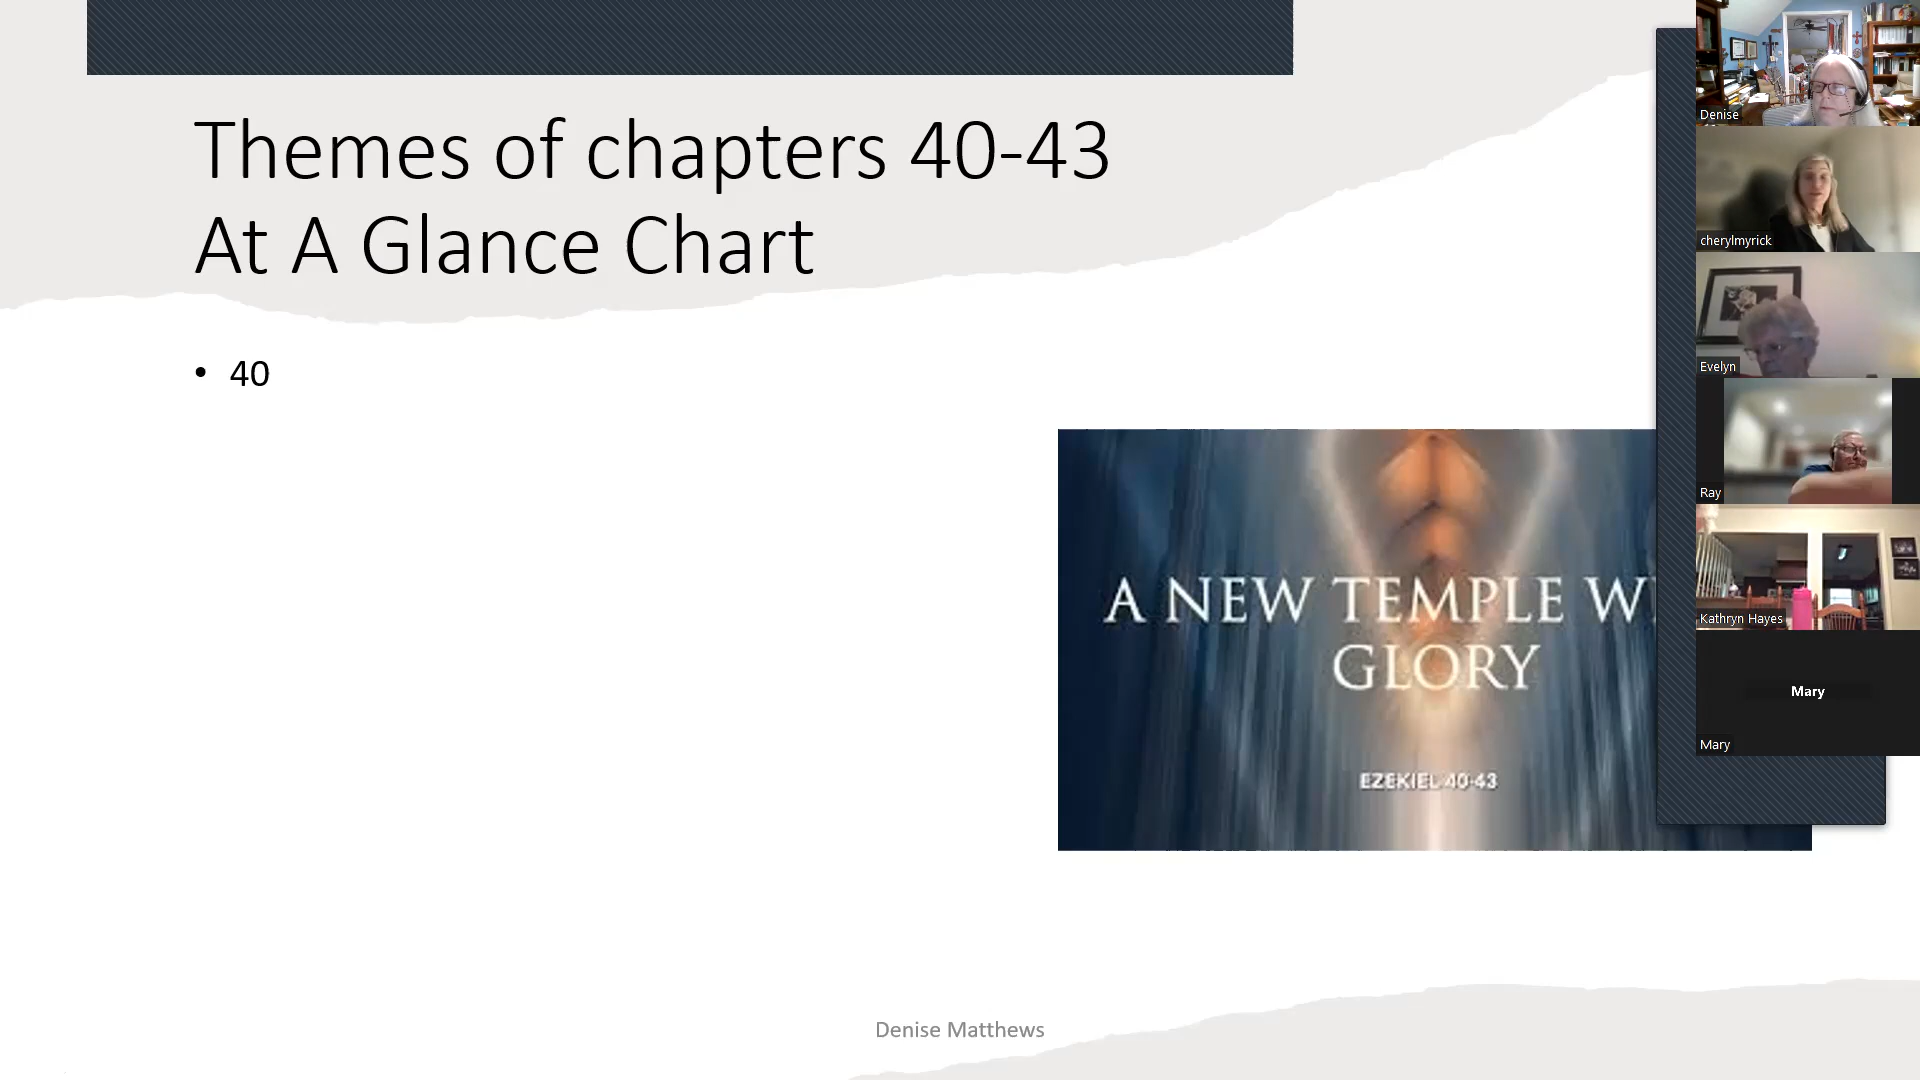 Themes of chapters 40-43
At A Glance Chart
• 40
A NEW TEMPLE W
GLORY
EZEKIEL 40-43
Denise Matthews
Denise
cherylmyrick
Evelyn
Ray
Kathryn Hayes
Mary
Mary